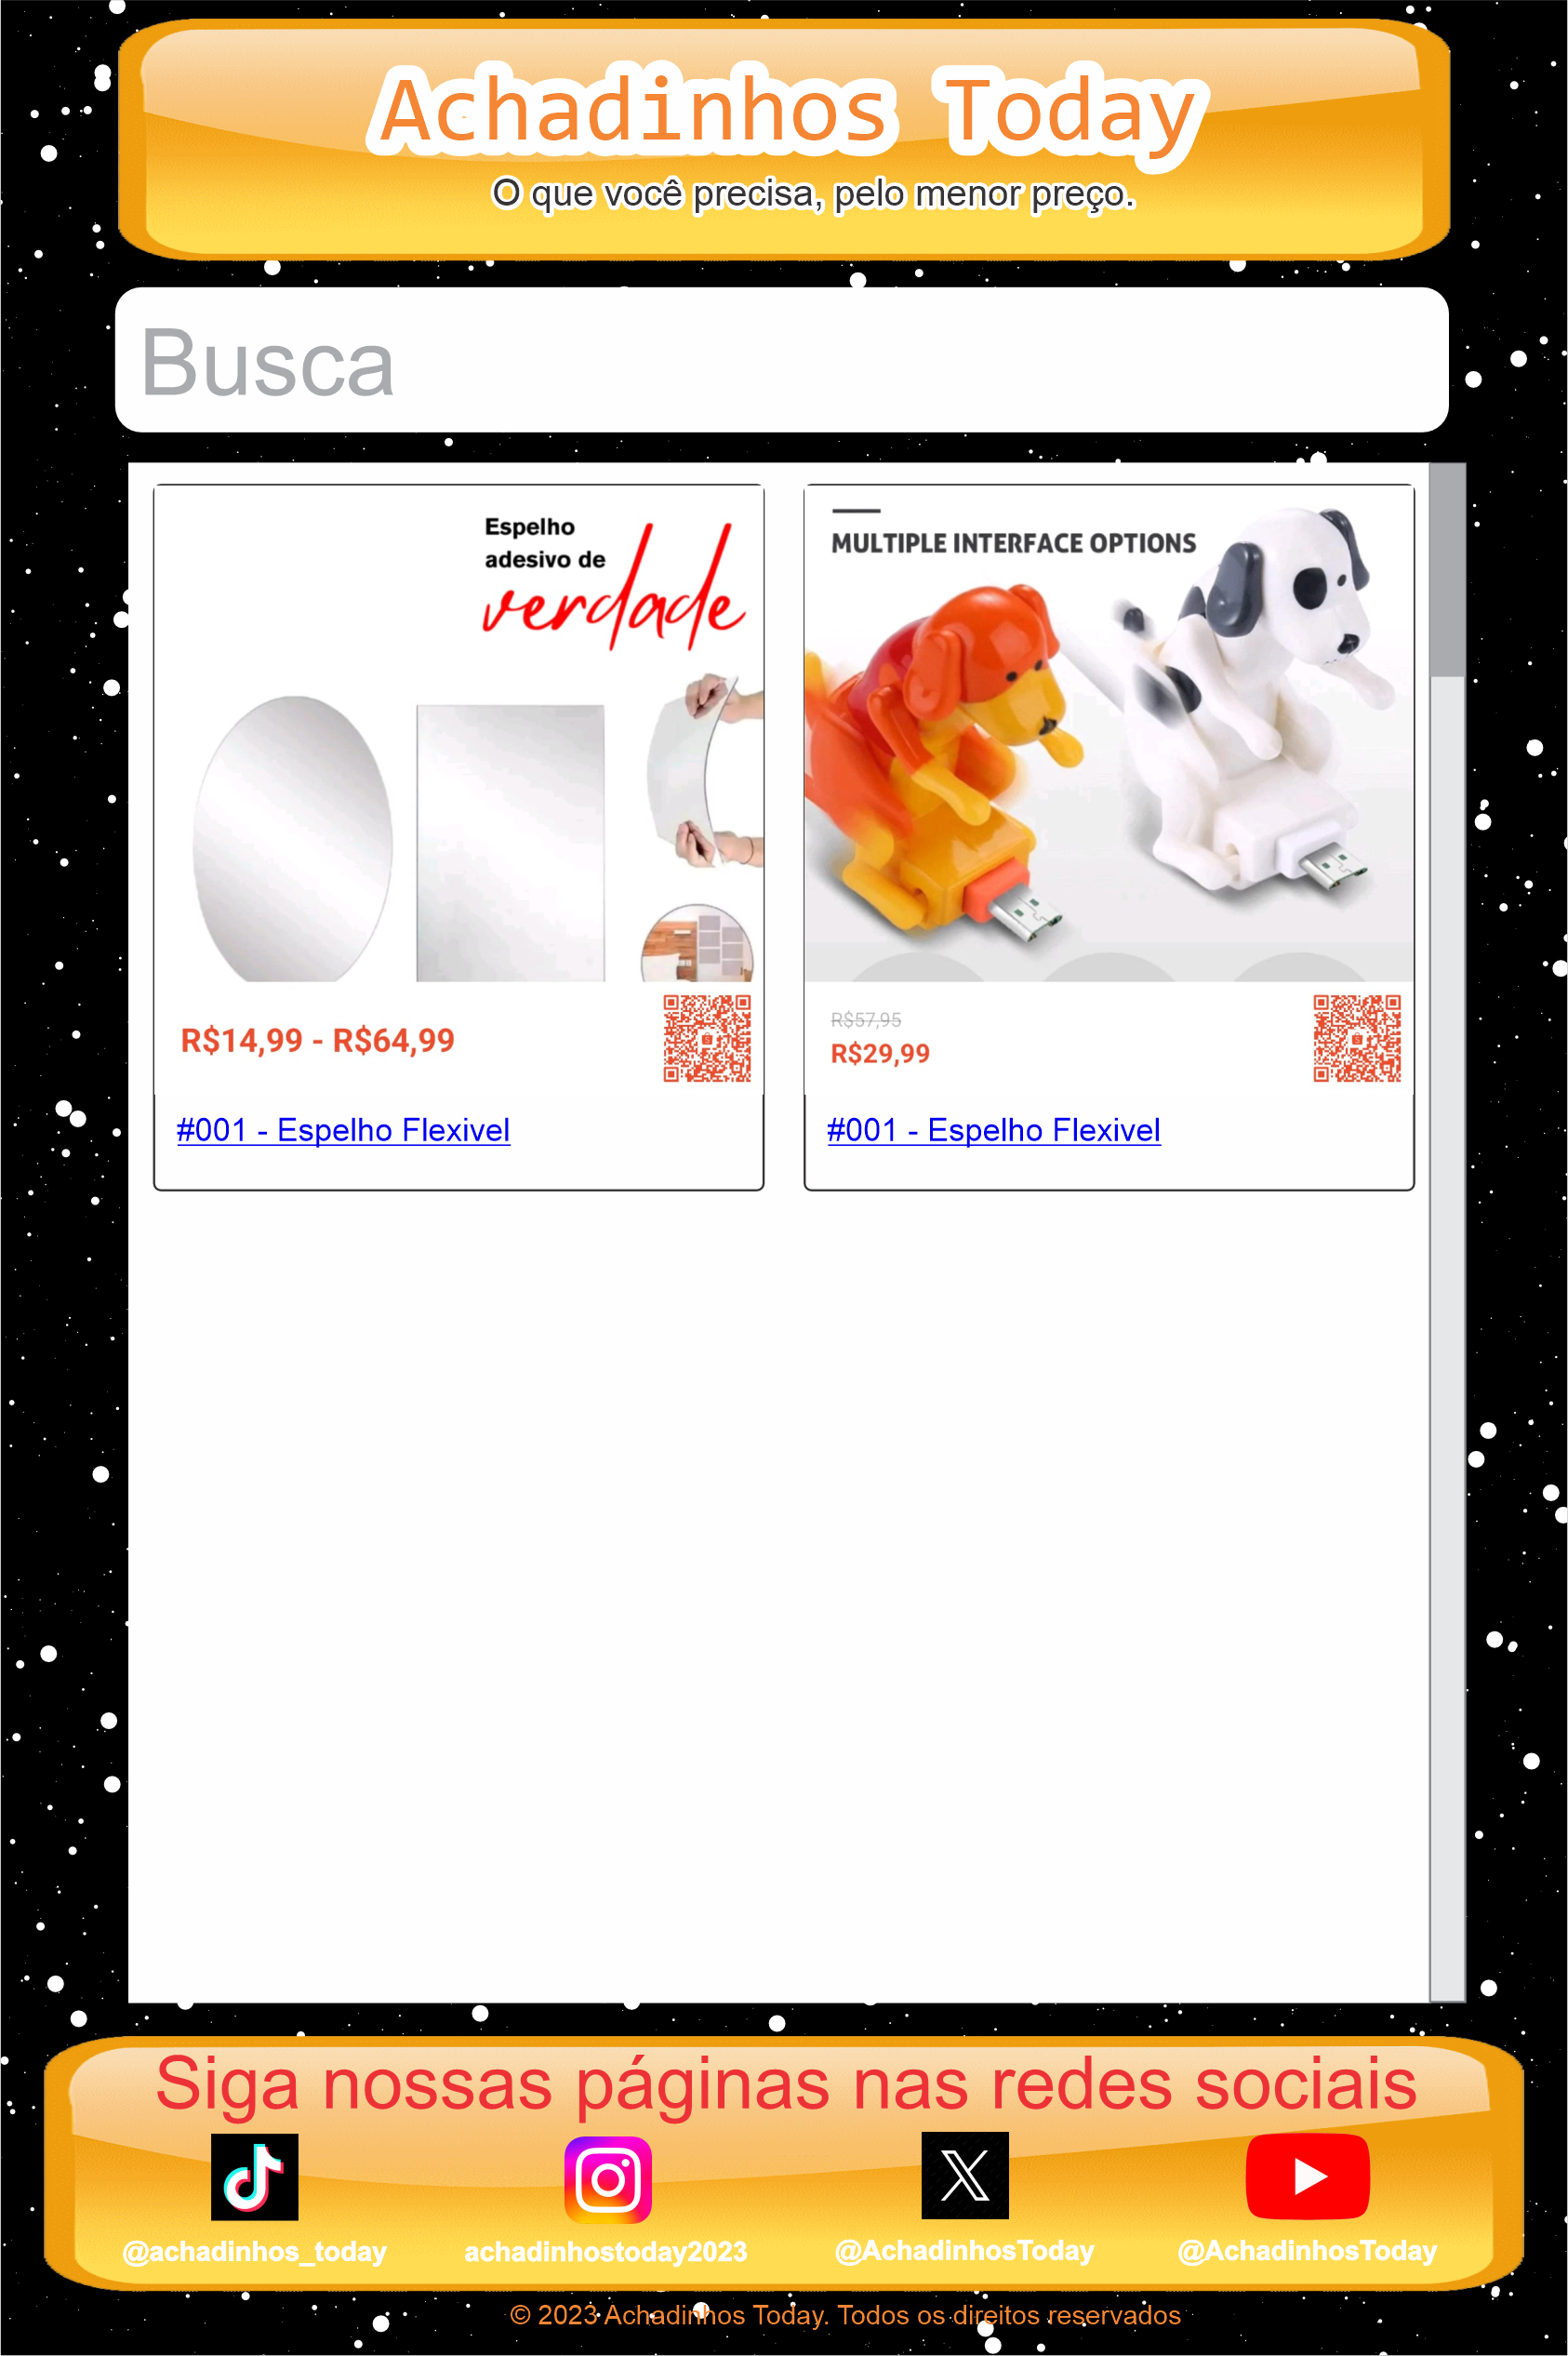 Achadinhos Today
O que você precisa, pelo menor preço.
Busca
Espelho
adesivo de
verdade
R$14,99 - R$64,99
#001 - Espelho Flexivel
MULTIPLE INTERFACE OPTIONS
R$57,95
R$29,99
#001 - Espelho Flexivel
Siga nossas páginas nas redes sociais
@achadinhos_today
achadinhostoday2023
@AchadinhosToday
@AchadinhosToday
© 2023 Achadinhos Today. Todos os direitos reservados